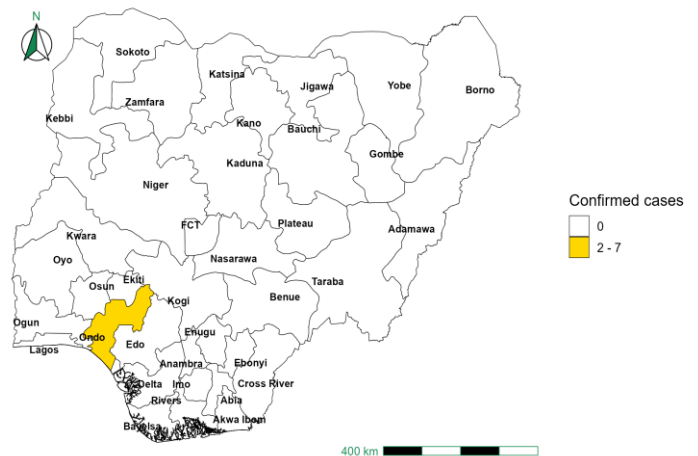 N
Sokoto
Katsina
Jigawa
Yobe
Borno
Zamfara
Kebbi
Kano
Bauchi
Gombe
Kaduna
Niger
FCT
Plateau
Adamawa
Kwara
Oyo
Nasarawa
Taraba
Osun
Ekiti
Kogi
Benue
Ogun
Ondo
Edo
Enugu
Lagos
Anambra
Ebonyi
Delta
Imo
Cross River
Rivers
Abia
Bayelsa
Akwa Ibom
Confirmed cases
0
2 - 7
400 km